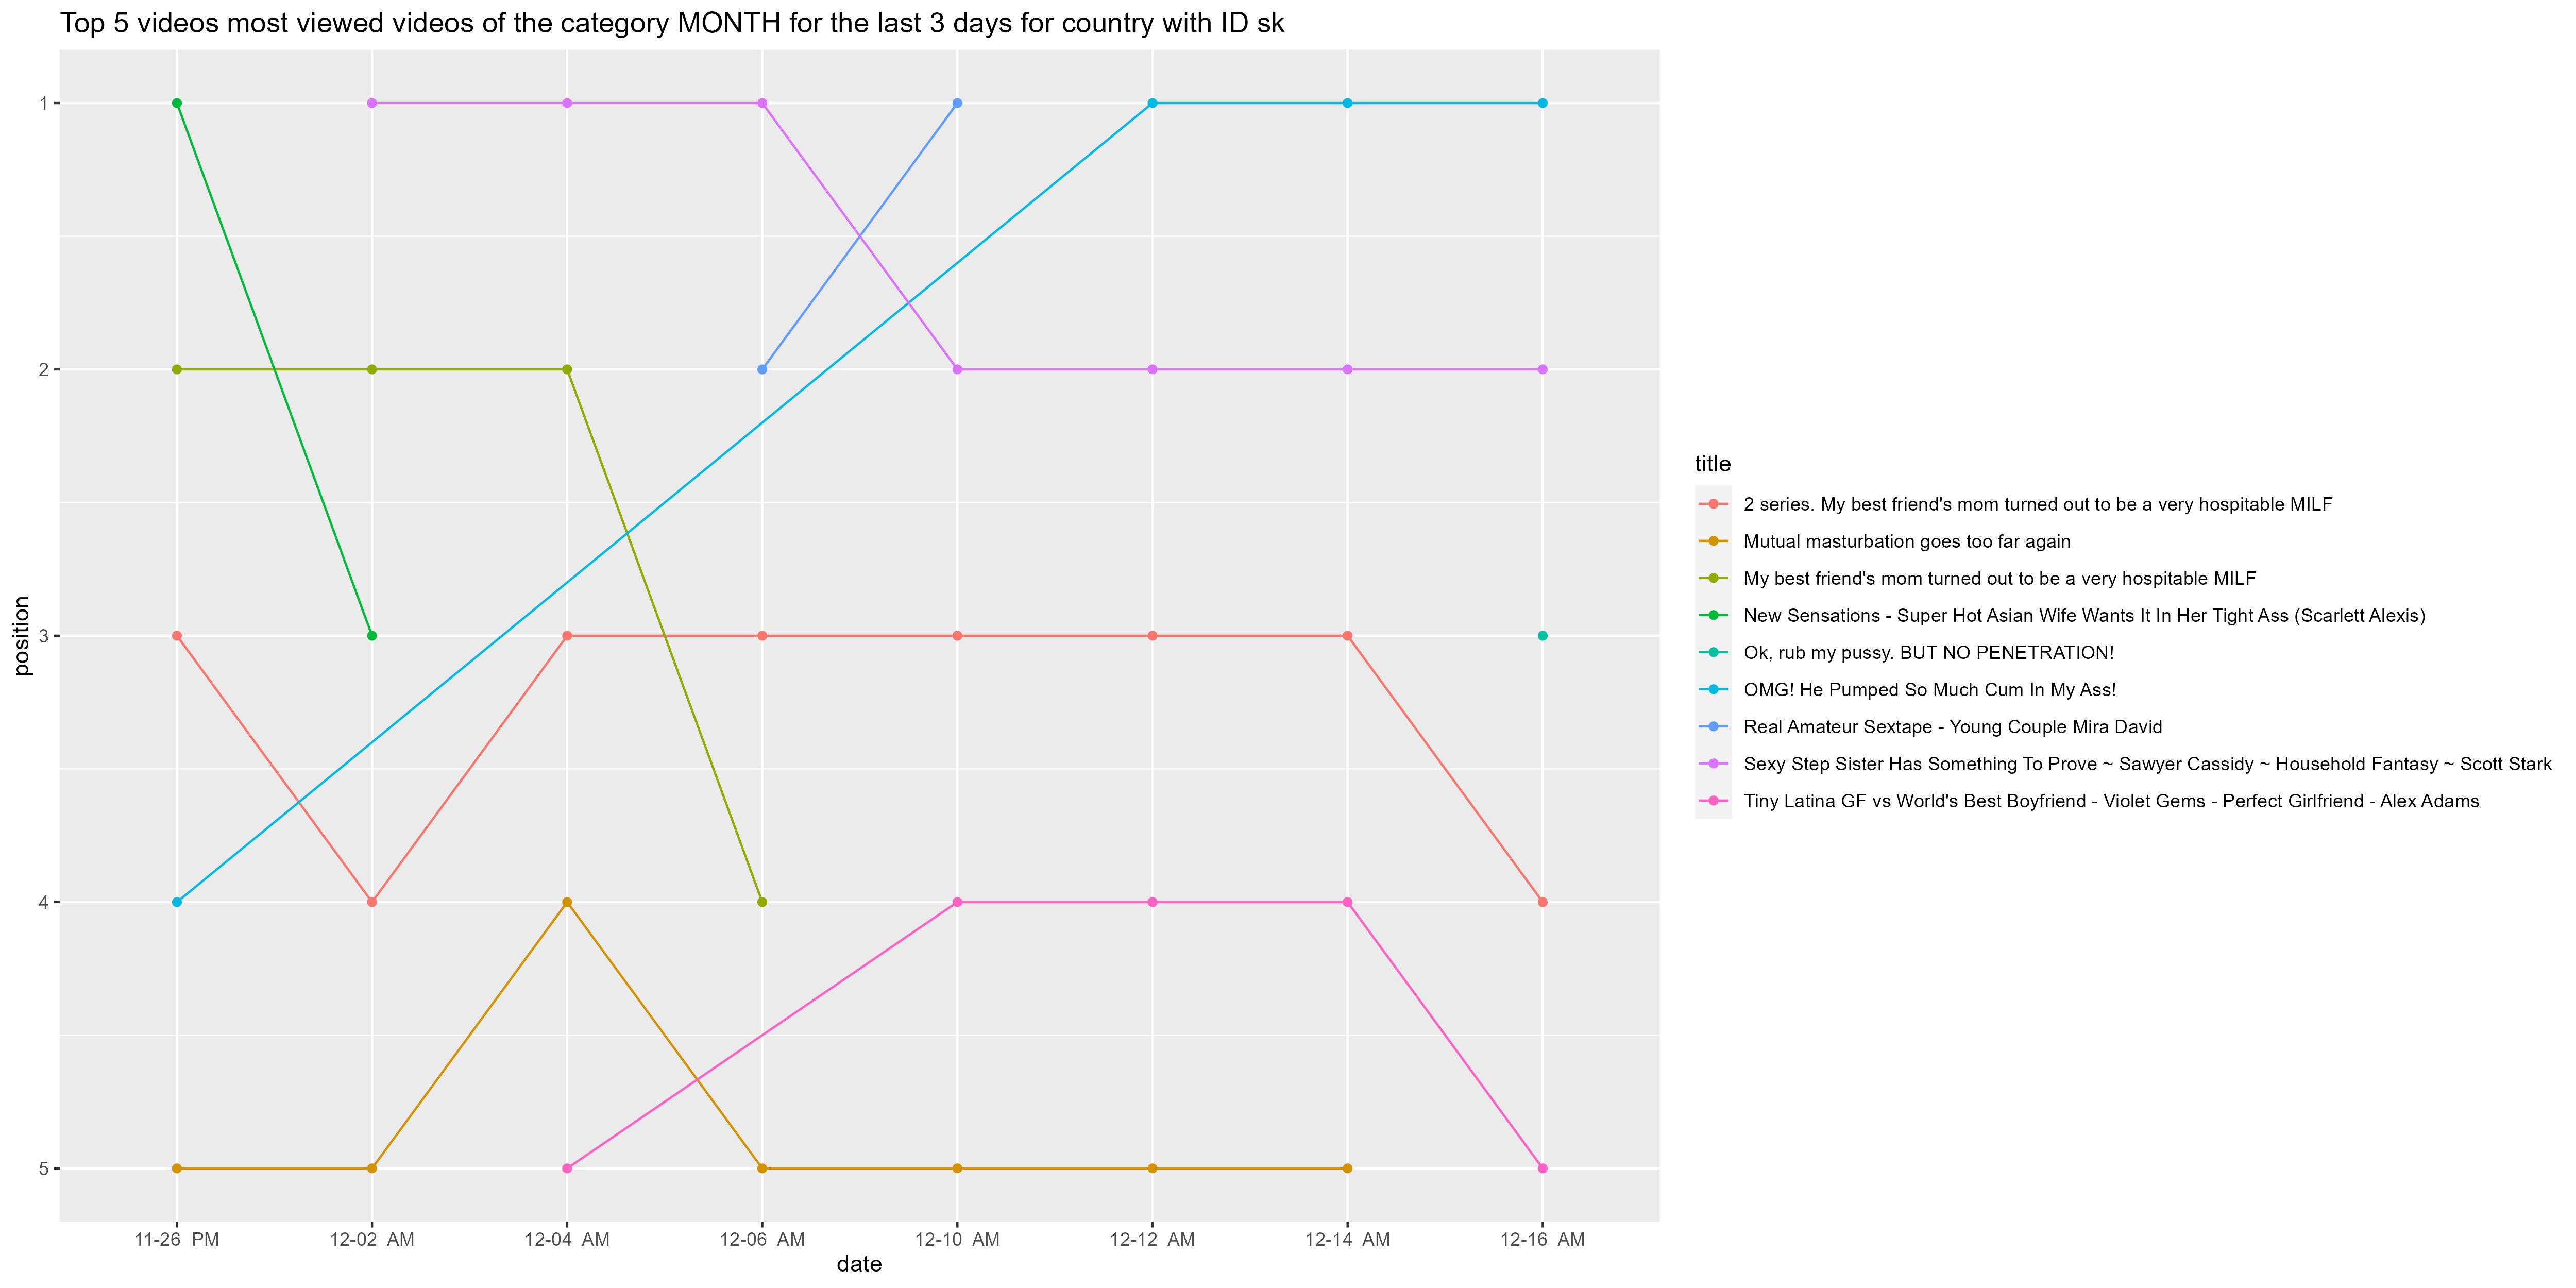 Top 5 videos most viewed videos of the category MONTH for the last 3 days for country with ID sk
position
1
2
3
4
5
11-26 PM
12-02 AM
12-04 AM
12-06 AM
12-10 AM
12-12 AM
12-14 AM
12-16 AM
date
title
2 series. My best friend's mom turned out to be a very hospitable MILF
Mutual masturbation goes too far again
My best friend's mom turned out to be a very hospitable MILF
New Sensations - Super Hot Asian Wife Wants It In Her Tight Ass (Scarlett Alexis)
Ok, rub my pussy. BUT NO PENETRATION!
OMG! He Pumped So Much Cum In My Ass!
Real Amateur Sextape - Young Couple Mira David
Sexy Step Sister Has Something To Prove ~ Sawyer Cassidy ~ Household Fantasy ~ Scott Stark
Tiny Latina GF vs World's Best Boyfriend - Violet Gems - Perfect Girlfriend - Alex Adams